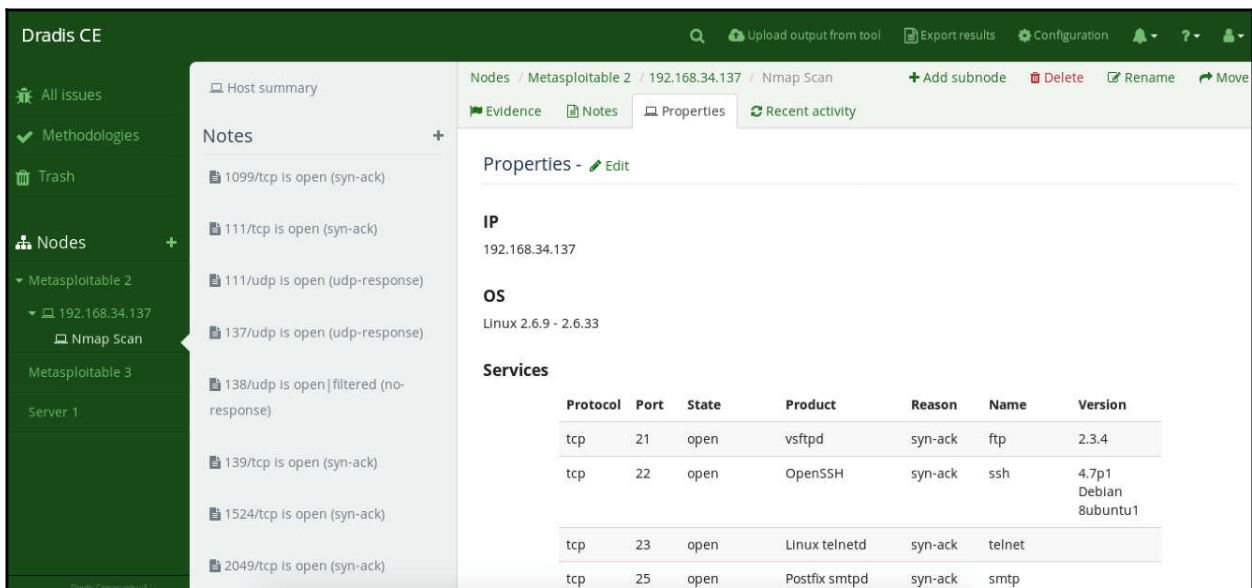 Dradis CE
Upload output from tool
Export results
Configuration
?
All issues
Methodologies
Trash
Nodes +
Metasploitable 2
192.168.34.137
Nmap Scan
Metasploitable 3
Server 1
Host summary
Notes +
1099/tcp is open (syn-ack)
111/tcp is open (syn-ack)
111/udp is open (udp-response)
137/udp is open (udp-response)
138/udp is open|filtered (no-
response)
139/tcp is open (syn-ack)
1524/tcp is open (syn-ack)
2049/tcp is open (syn-ack)
Nodes / Metasploitable 2 / 192.168.34.137 / Nmap Scan
+ Add subnode
Delete
Rename
Move
Evidence
Notes
Properties
Recent activity
Properties - Edit
IP
192.168.34.137
OS
Linux 2.6.9 - 2.6.33
Services
Protocol Port State Product Reason Name Version
tcp 21 open vsftpd syn-ack ftp 2.3.4
tcp 22 open OpenSSH syn-ack ssh 4.7p1
Debian
8ubuntu1
tcp 23 open Linux telnetd syn-ack telnet
tcp 25 open Postfix smtpd syn-ack smtp